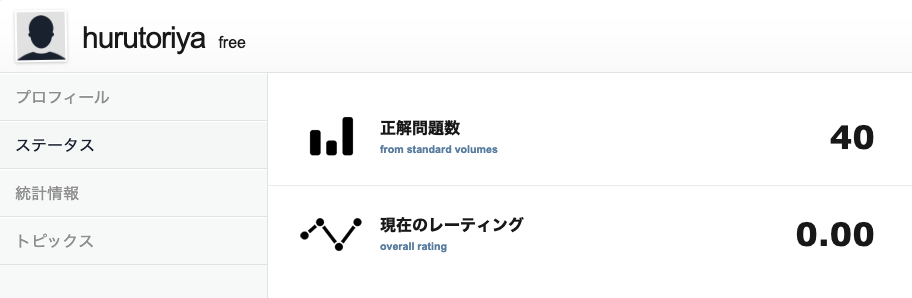 hurutoriya free
プロフィール
ステータス
統計情報
トピックス
正解問題数
from standard volumes
40
現在のレーティング
overall rating
0.00